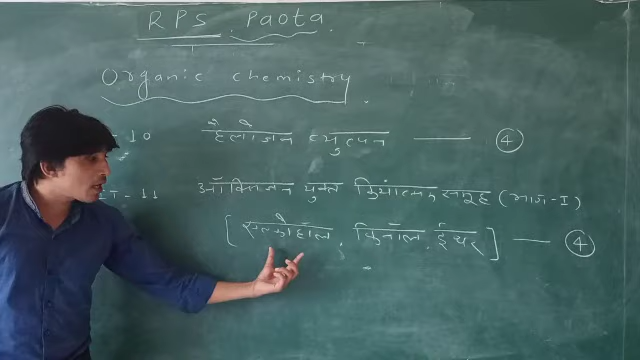 RPS Paota
Organic chemistry
-10 हैलोजन व्युत्पन ④
T-11 ऑक्सिजन युक्त क्रियात्मक समूह (भाग-I)
[एल्कोहॉल, फिनॉल, ईथर] ④